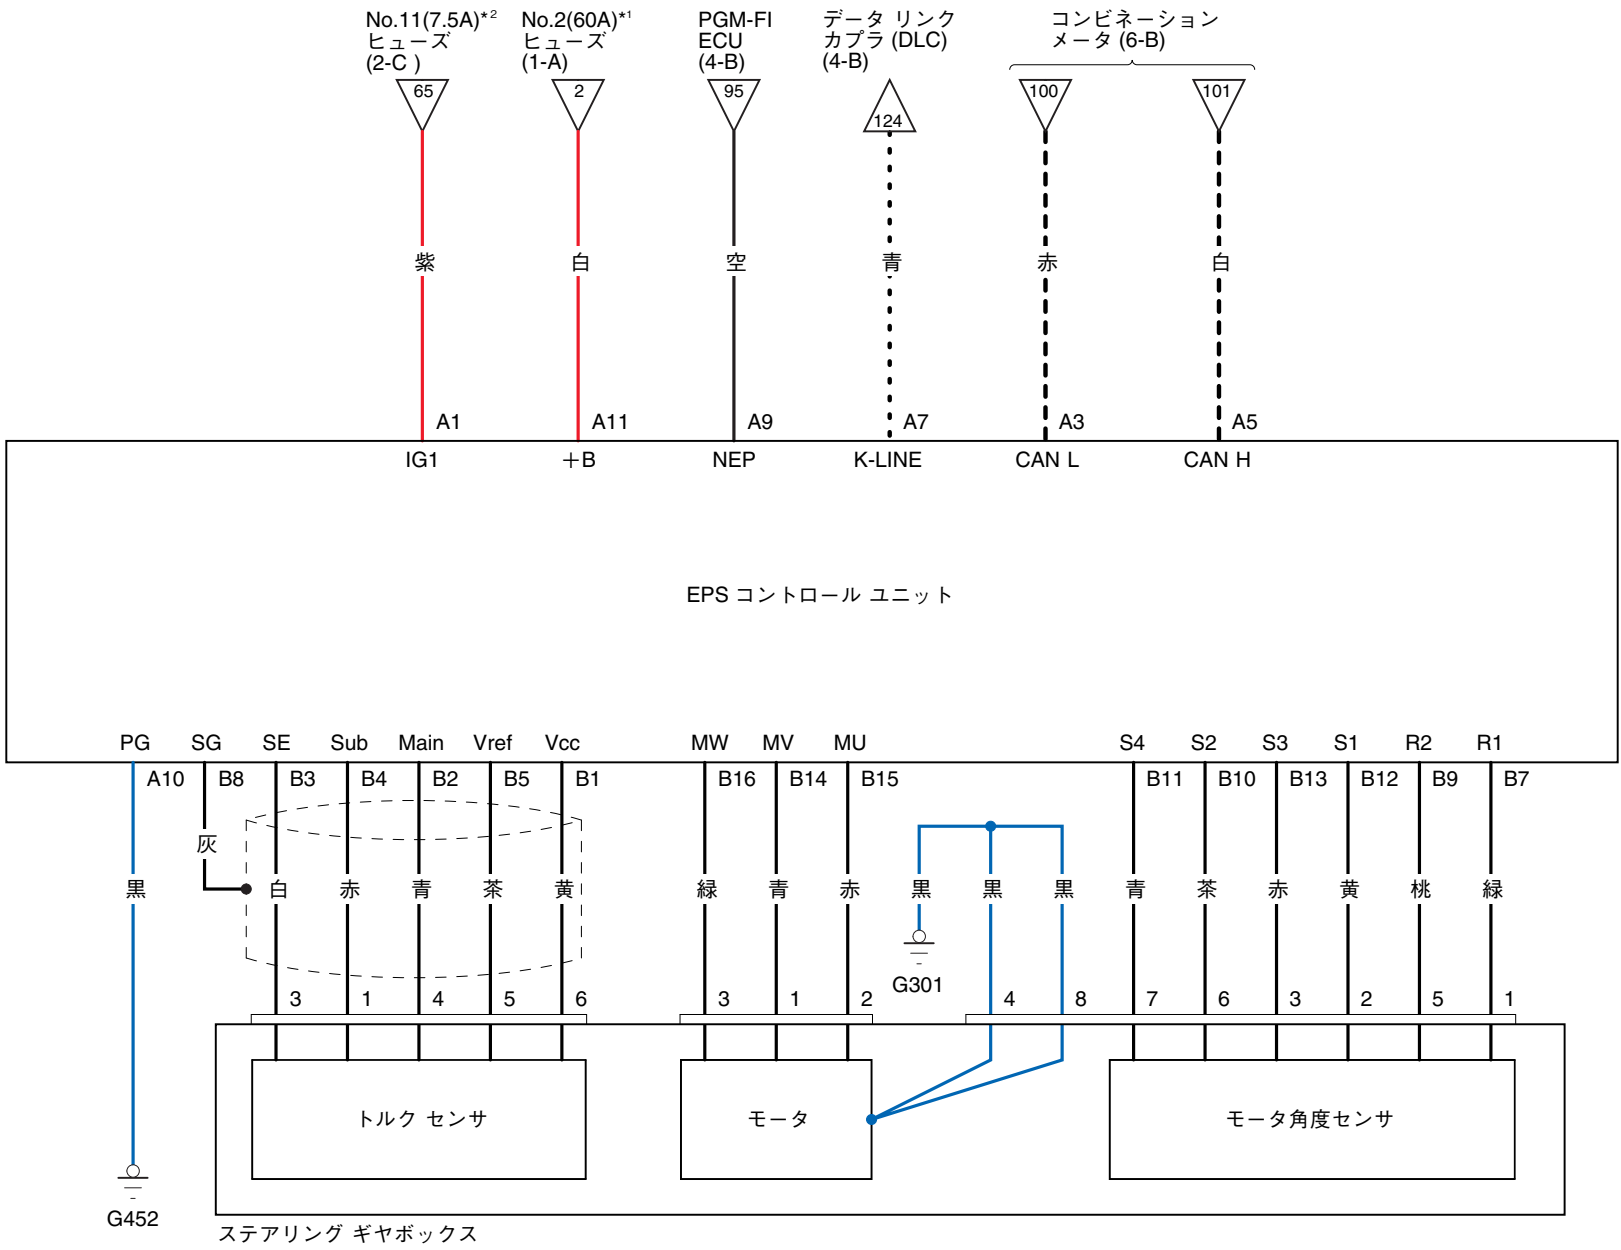 No.11(7.5A)*2
ヒューズ
(2-C )
No.2(60A)*1
ヒューズ
(1-A)
PGM-FI
ECU
(4-B)
データ リンク
カプラ (DLC)
(4-B)
コンビネーション
メータ (6-B)
65 2 95 124 100 101
紫 白 空 青 赤 白
A1 A11 A9 A7 A3 A5
IG1 +B NEP K-LINE CAN L CAN H
EPS コントロール ユニット
PG SG SE Sub Main Vref Vcc MW MV MU S4 S2 S3 S1 R2 R1
A10 B8 B3 B4 B2 B5 B1 B16 B14 B15 B11 B10 B13 B12 B9 B7
灰
黒 白 赤 青 茶 黄 緑 青 赤 黒 黒 黒 青 茶 赤 黄 桃 緑
G301
3 1 4 5 6 3 1 2 4 8 7 6 3 2 5 1
トルク センサ
モータ
モータ角度センサ
G452
ステアリング ギヤボックス